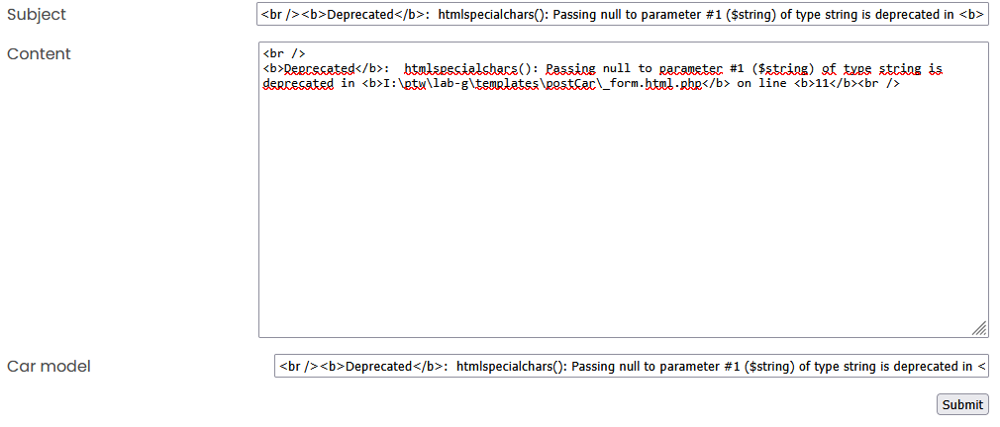 Subject
<br /><b>Deprecated</b>:  htmlspecialchars(): Passing null to parameter #1 ($string) of type string is deprecated in <b>
Content
<br />
<b>Deprecated</b>:  htmlspecialchars(): Passing null to parameter #1 ($string) of type string is
deprecated in <b>I:\ptw\lab-g\templates\postCar\_form.html.php</b> on line <b>11</b><br />
Car model
<br /><b>Deprecated</b>:  htmlspecialchars(): Passing null to parameter #1 ($string) of type string is deprecated in <
Submit